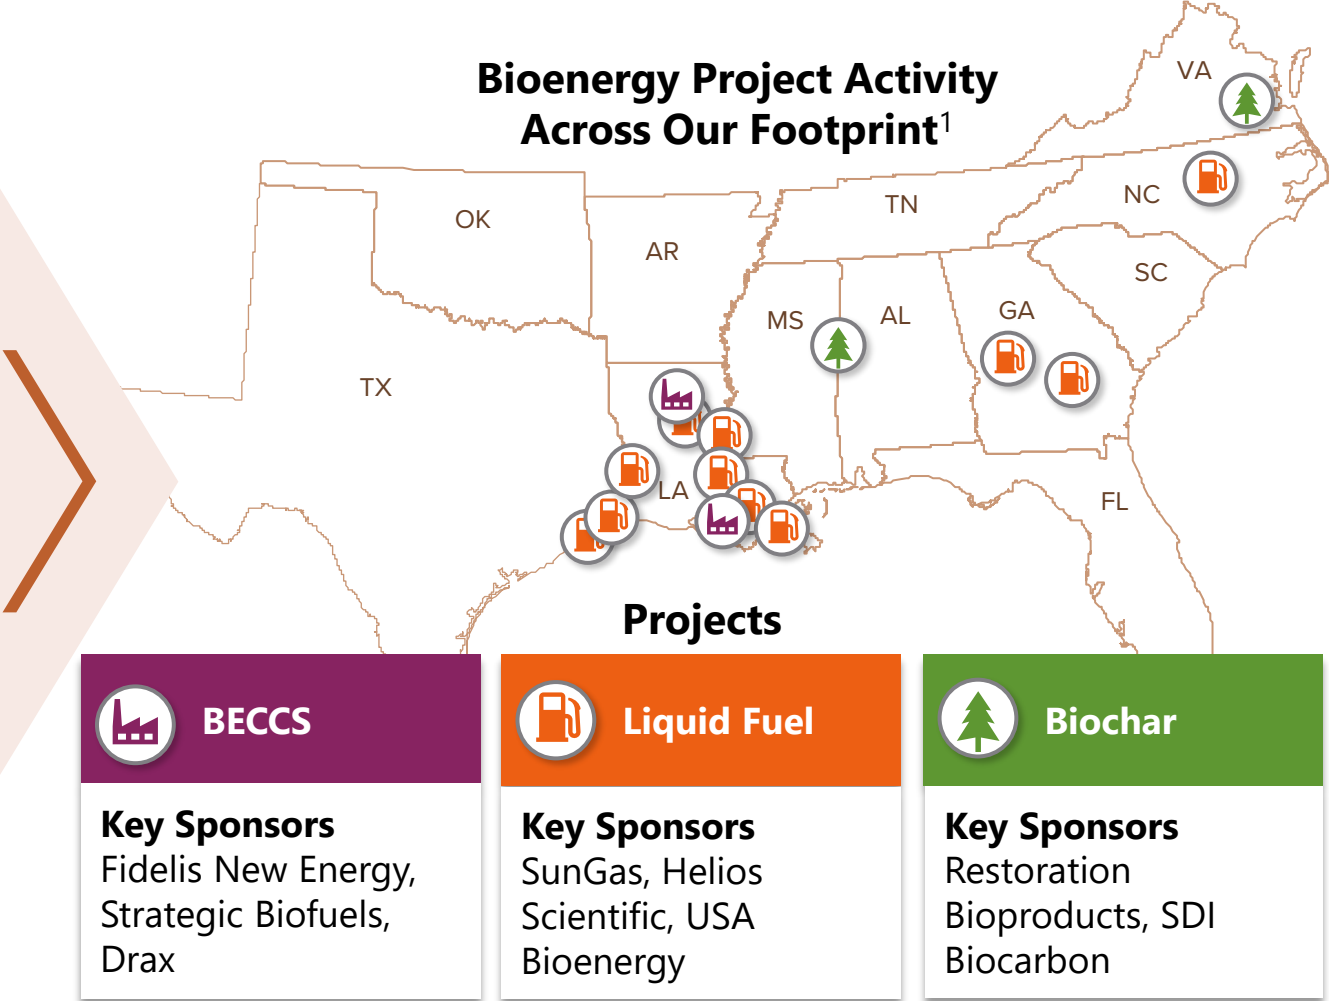 Bioenergy Project Activity
Across Our Footprint1
VA
NC
TN
OK
AR
SC
MS
AL
GA
TX
LA
FL
Projects
BECCS
Key Sponsors
Fidelis New Energy,
Strategic Biofuels,
Drax
Liquid Fuel
Key Sponsors
SunGas, Helios
Scientific, USA
Bioenergy
Biochar
Key Sponsors
Restoration
Bioproducts, SDI
Biocarbon